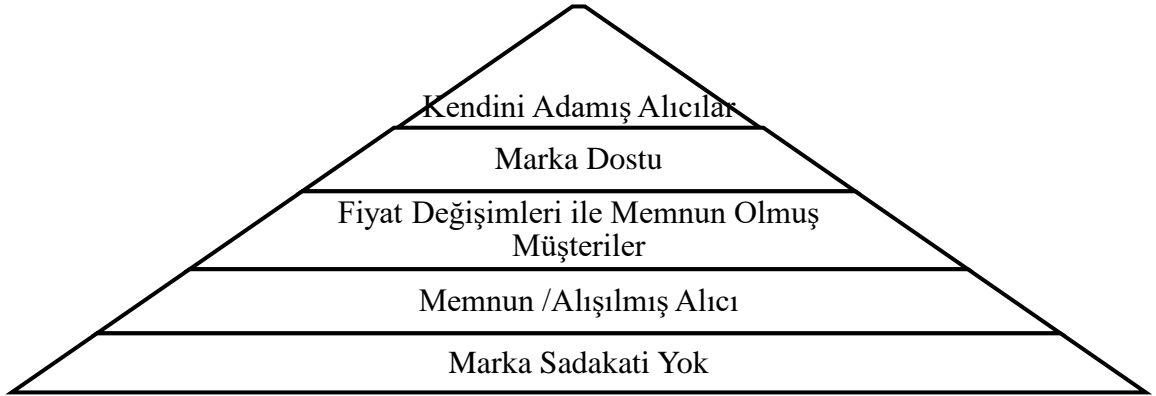 Kendini Adamış Alıcılar
Marka Dostu
Fiyat Değişimleri ile Memnun Olmuş
Müşteriler
Memnun /Alışılmış Alıcı
Marka Sadakati Yok